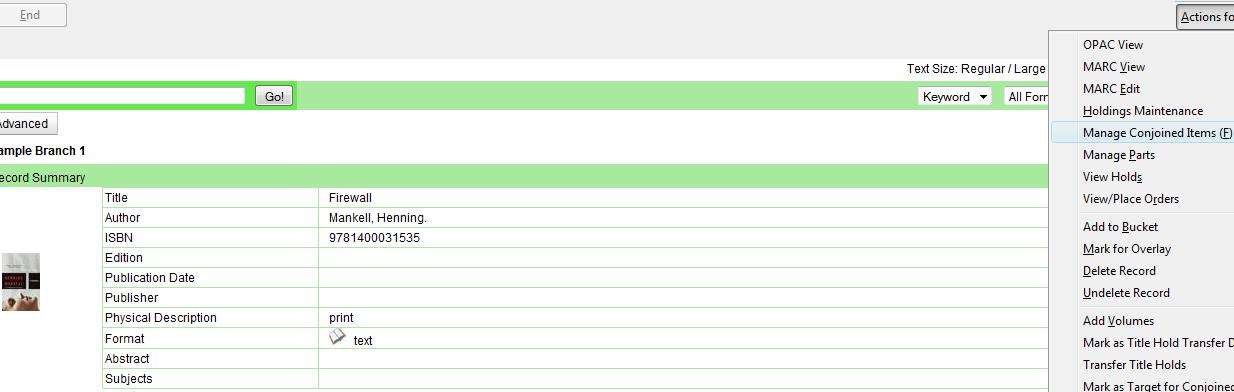 End
Actions fo
Text Size: Regular / Large
Go!
Keyword
All Forn
Advanced
ample Branch 1
ecord Summary
Title Firewall
Author Mankell, Henning.
ISBN 9781400031535
Edition
Publication Date
Publisher
Physical Description print
Format text
Abstract
Subjects
OPAC View
MARC View
MARC Edit
Holdings Maintenance
Manage Conjoined Items (F)
Manage Parts
View Holds
View/Place Orders
Add to Bucket
Mark for Overlay
Delete Record
Undelete Record
Add Volumes
Mark as Title Hold Transfer D
Transfer Title Holds
Mark as Target for Conjoined